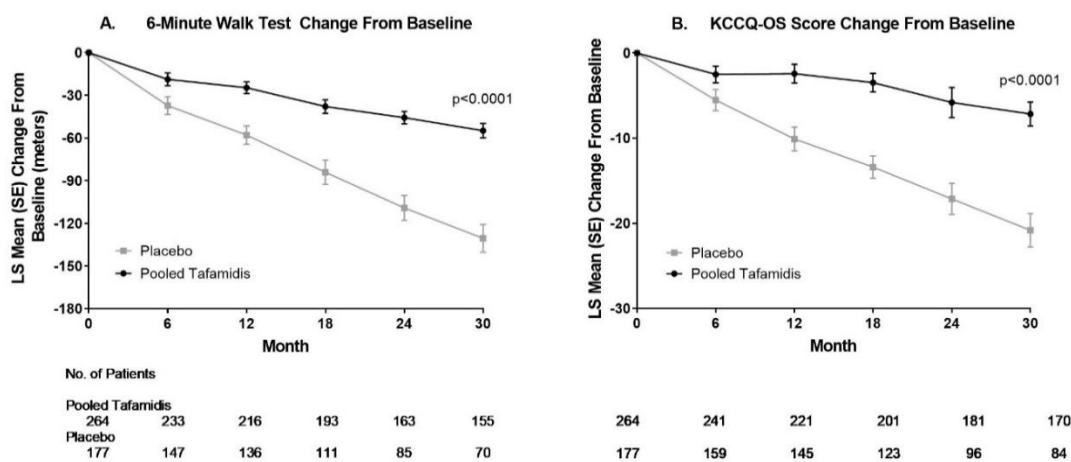 A. 6-Minute Walk Test Change From Baseline
LS Mean (SE) Change From
Baseline (meters)
0
-30
-60
-90
-120
-150
-180
p<0.0001
Placebo
Pooled Tafamidis
0 6 12 18 24 30
Month
B. KCCQ-OS Score Change From Baseline
LS Mean (SE) Change From Baseline
0
-10
-20
-30
p<0.0001
Placebo
Pooled Tafamidis
0 6 12 18 24 30
Month
No. of Patients
Pooled Tafamidis
264 233 216 193 163 155 264 241 221 201 181 170
Placebo
177 147 136 111 85 70 177 159 145 123 96 84